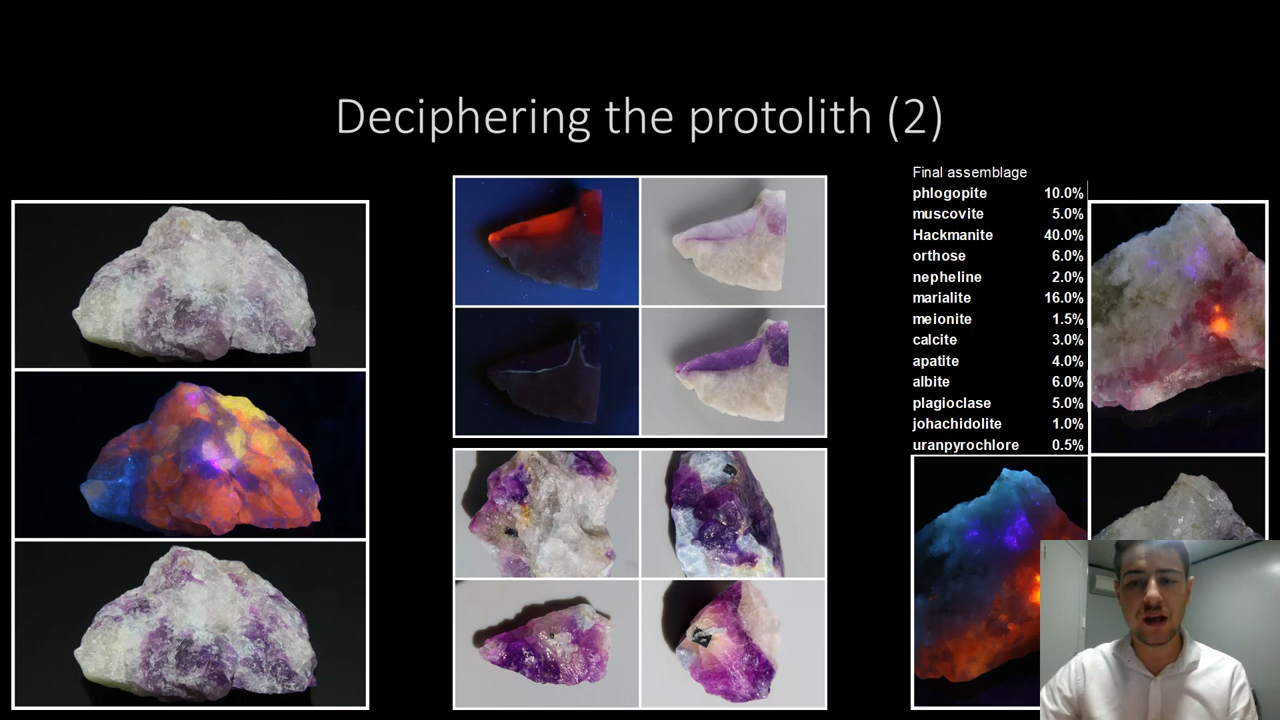 Deciphering the protolith (2)
Final assemblage
phlogopite 10.0%
muscovite 5.0%
Hackmanite 40.0%
orthose 6.0%
nepheline 2.0%
marialite 16.0%
meionite 1.5%
calcite 3.0%
apatite 4.0%
albite 6.0%
plagioclase 5.0%
johachidolite 1.0%
uranpyrochlore 0.5%